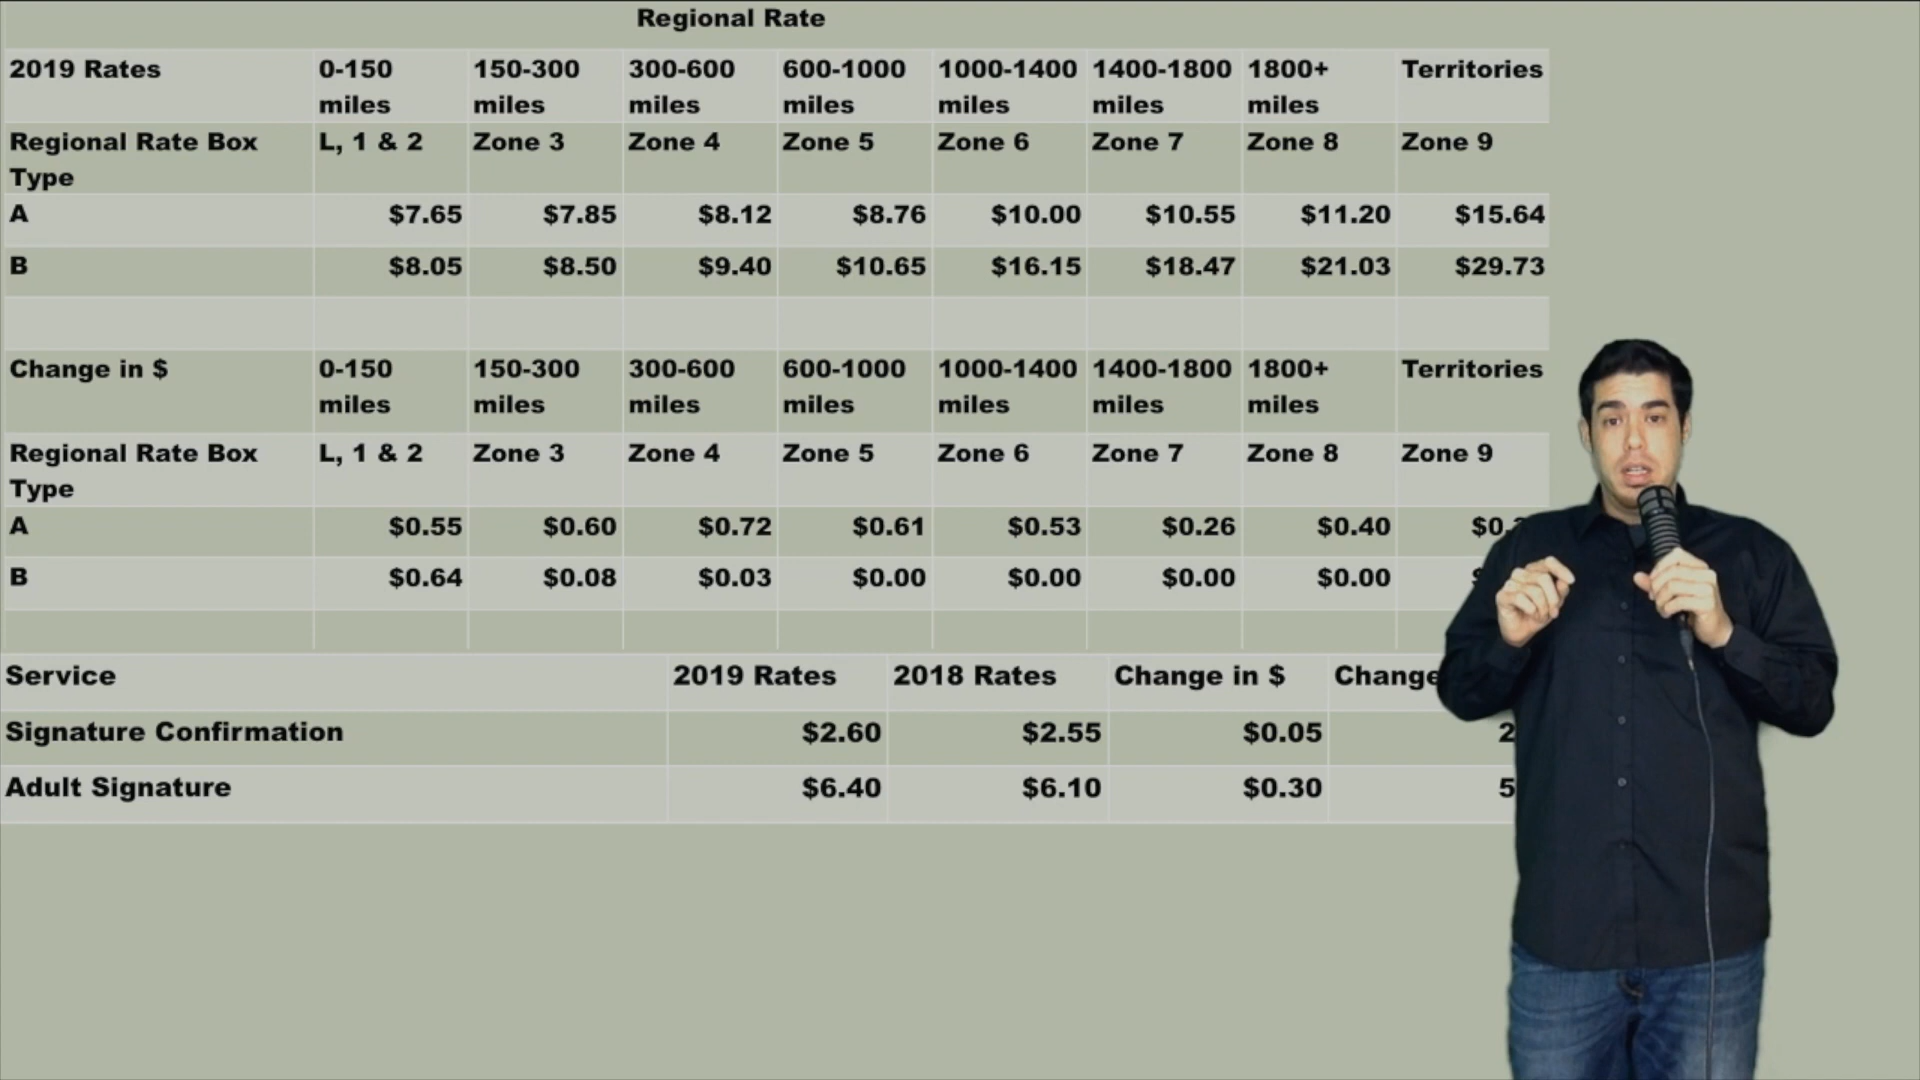 Regional Rate
2019 Rates 0-150 miles 150-300 miles 300-600 miles 600-1000 miles 1000-1400 miles 1400-1800 miles 1800+ miles Territories
Regional Rate Box Type L, 1 & 2 Zone 3 Zone 4 Zone 5 Zone 6 Zone 7 Zone 8 Zone 9
A $7.65 $7.85 $8.12 $8.76 $10.00 $10.55 $11.20 $15.64
B $8.05 $8.50 $9.40 $10.65 $16.15 $18.47 $21.03 $29.73
Change in $ 0-150 miles 150-300 miles 300-600 miles 600-1000 miles 1000-1400 miles 1400-1800 miles 1800+ miles Territories
Regional Rate Box Type L, 1 & 2 Zone 3 Zone 4 Zone 5 Zone 6 Zone 7 Zone 8 Zone 9
A $0.55 $0.60 $0.72 $0.61 $0.53 $0.26 $0.40
B $0.64 $0.08 $0.03 $0.00 $0.00 $0.00 $0.00
Service 2019 Rates 2018 Rates Change in $ Change
Signature Confirmation $2.60 $2.55 $0.05
Adult Signature $6.40 $6.10 $0.30